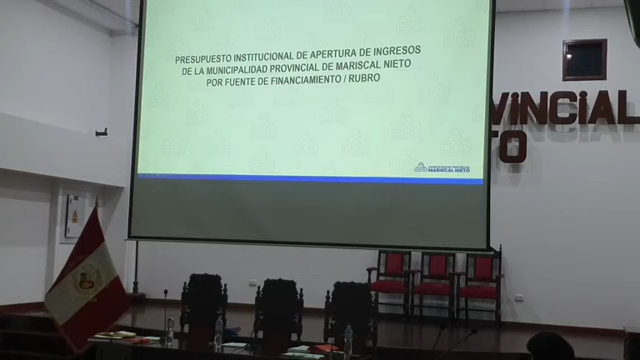 PRESUPUESTO INSTITUCIONAL DE APERTURA DE INGRESOS
DE LA MUNICIPALIDAD PROVINCIAL DE MARISCAL NIETO
POR FUENTE DE FINANCIAMIENTO / RUBRO
MARISCAL NIETO
VINCIAL
TO